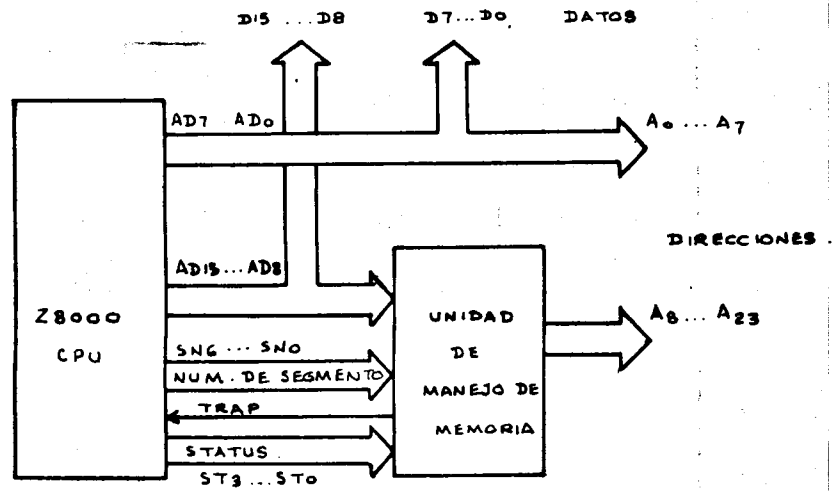 D15 ... D8 D7...D0 DATOS
AD7 AD0 A0 ... A7
DIRECCIONES.
AD15...AD8
Z8000
CPU
UNIDAD
DE
MANEJO DE
MEMORIA
A8... A23
SN6 ... SN0
NUM. DE SEGMENTO
TRAP
STATUS
ST3 ...ST0